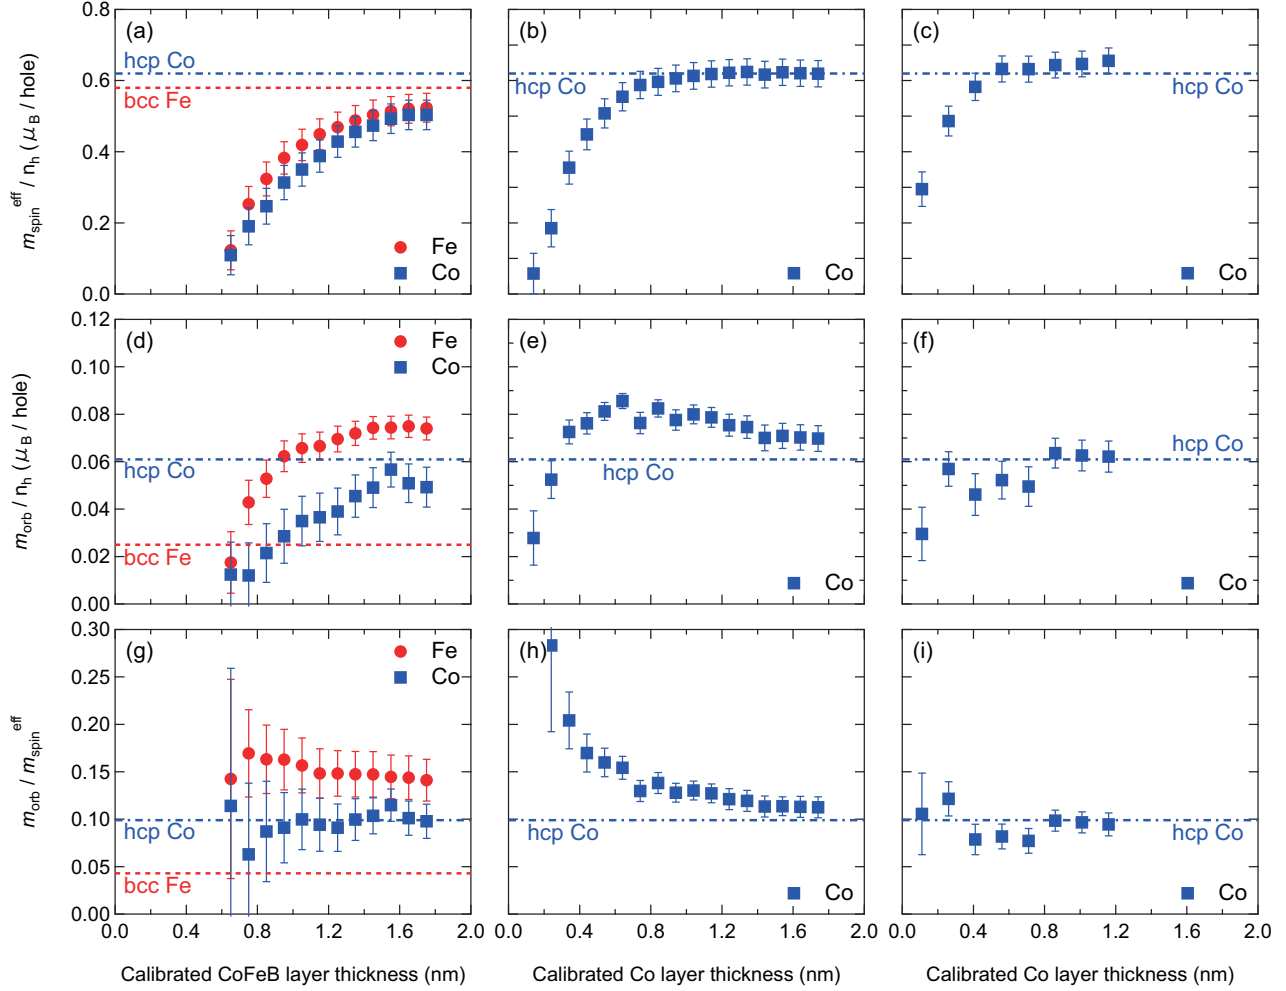 0.8
0.6
0.4
0.2
0.0
m_spin^eff / n_h ( μ_B / hole)
(a)
hcp Co
bcc Fe
Fe
Co
(b)
hcp Co
Co
(c)
hcp Co
Co
0.12
0.10
0.08
0.06
0.04
0.02
0.00
m_orb / n_h ( μ_B / hole)
(d)
Fe
Co
hcp Co
bcc Fe
(e)
hcp Co
Co
(f)
hcp Co
Co
0.30
0.25
0.20
0.15
0.10
0.05
0.00
m_orb / m_spin^eff
(g)
Fe
Co
hcp Co
bcc Fe
(h)
hcp Co
Co
(i)
hcp Co
Co
0.0 0.4 0.8 1.2 1.6 2.0
Calibrated CoFeB layer thickness (nm)
0.0 0.4 0.8 1.2 1.6 2.0
Calibrated Co layer thickness (nm)
0.0 0.4 0.8 1.2 1.6 2.0
Calibrated Co layer thickness (nm)